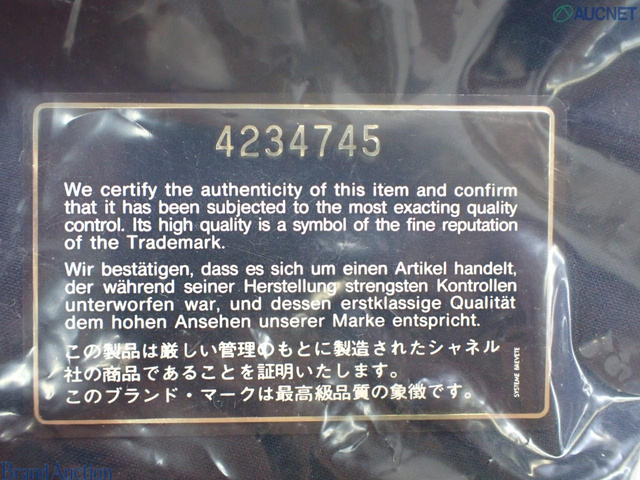 AUCNET
4234745
We certify the authenticity of this item and confirm
that it has been subjected to the most exacting quality
control. Its high quality is a symbol of the fine reputation
of the Trademark.
Wir bestätigen, dass es sich um einen Artikel handelt,
der während seiner Herstellung strengsten Kontrollen
unterworfen war, und dessen erstklassige Qualität
dem hohen Ansehen unserer Marke entspricht.
この製品は厳しい管理のもとに製造されたシャネル
社の商品であることを証明いたします。
このブランド・マークは最高級品質の象徴です。
SYSTEME BREVETE
Brand Auction